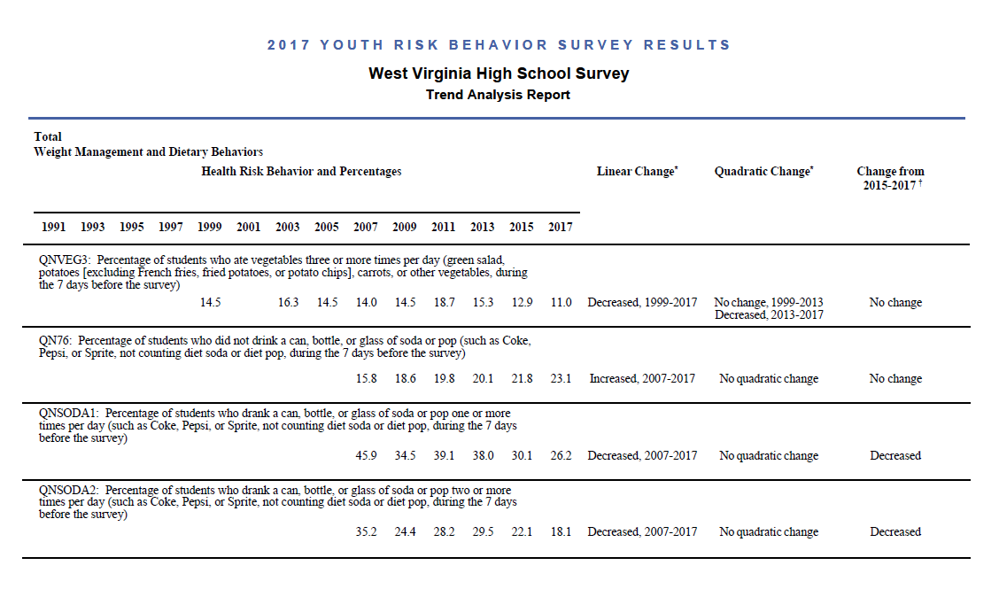 2017 YOUTH RISK BEHAVIOR SURVEY RESULTS
West Virginia High School Survey
Trend Analysis Report
Total
Weight Management and Dietary Behaviors
Health Risk Behavior and Percentages Linear Change* Quadratic Change* Change from
2015-2017 †
1991 1993 1995 1997 1999 2001 2003 2005 2007 2009 2011 2013 2015 2017
QNVEG3: Percentage of students who ate vegetables three or more times per day (green salad,
potatoes [excluding French fries, fried potatoes, or potato chips], carrots, or other vegetables, during
the 7 days before the survey)
14.5 16.3 14.5 14.0 14.5 18.7 15.3 12.9 11.0 Decreased, 1999-2017 No change, 1999-2013 No change
Decreased, 2013-2017
QN76: Percentage of students who did not drink a can, bottle, or glass of soda or pop (such as Coke,
Pepsi, or Sprite, not counting diet soda or diet pop, during the 7 days before the survey)
15.8 18.6 19.8 20.1 21.8 23.1 Increased, 2007-2017 No quadratic change No change
QNSODA1: Percentage of students who drank a can, bottle, or glass of soda or pop one or more
times per day (such as Coke, Pepsi, or Sprite, not counting diet soda or diet pop, during the 7 days
before the survey)
45.9 34.5 39.1 38.0 30.1 26.2 Decreased, 2007-2017 No quadratic change Decreased
QNSODA2: Percentage of students who drank a can, bottle, or glass of soda or pop two or more
times per day (such as Coke, Pepsi, or Sprite, not counting diet soda or diet pop, during the 7 days
before the survey)
35.2 24.4 28.2 29.5 22.1 18.1 Decreased, 2007-2017 No quadratic change Decreased